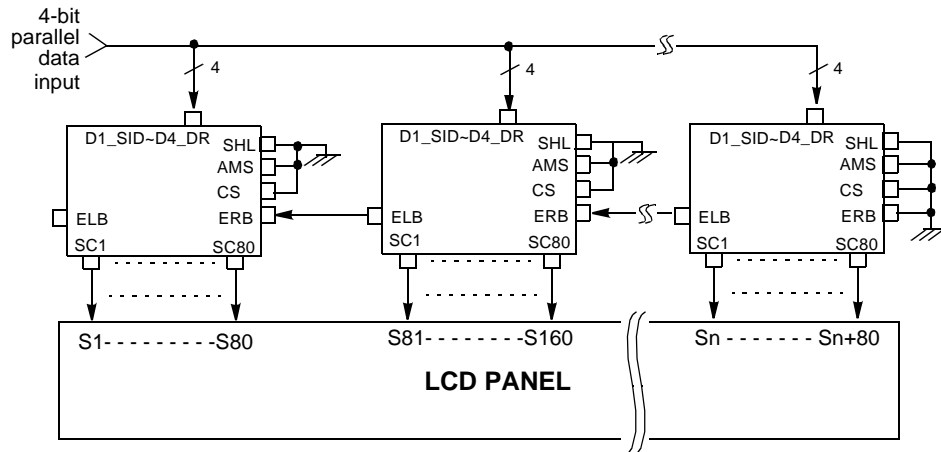 4-bit
parallel
data
input
4
4
4
D1_SID~D4_DR
SHL
AMS
CS
ELB
ERB
SC1
SC80
D1_SID~D4_DR
SHL
AMS
CS
ELB
ERB
SC1
SC80
D1_SID~D4_DR
SHL
AMS
CS
ELB
ERB
SC1
SC80
S1---------S80
S81--------S160
Sn-------Sn+80
LCD PANEL